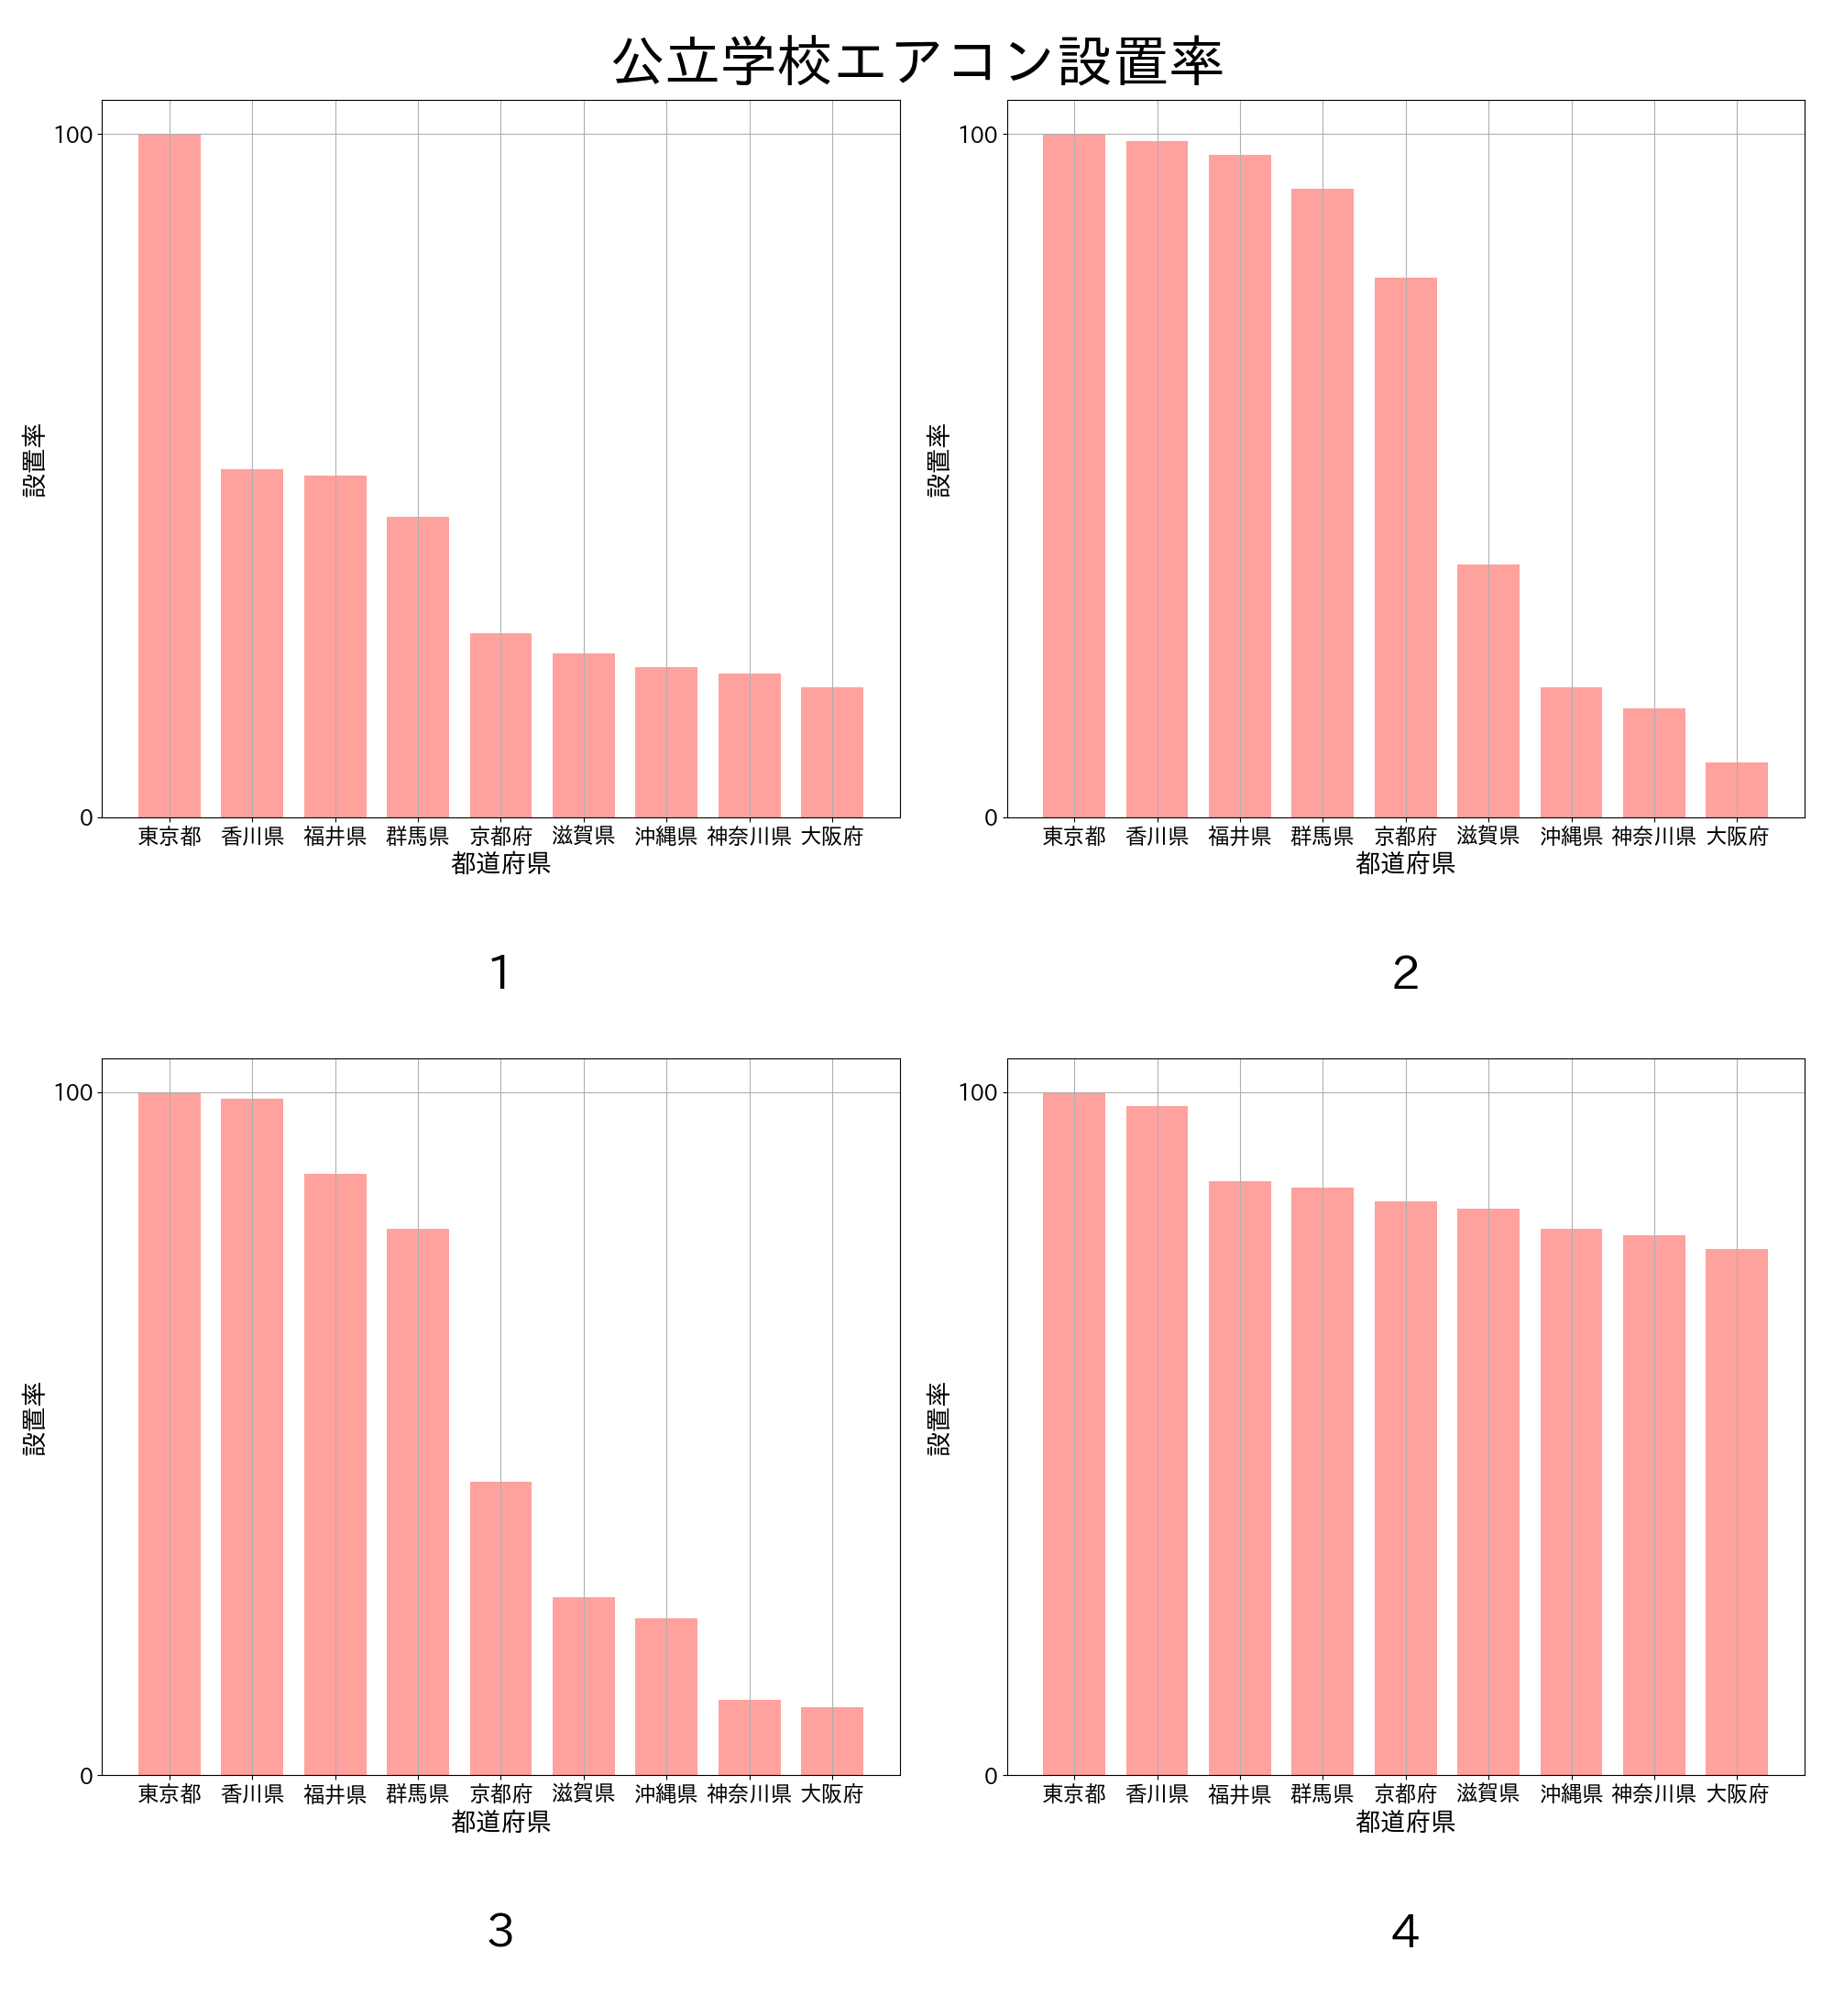 公立学校エアコン設置率
100
設置率
0
東京都 香川県 福井県 群馬県 京都府 滋賀県 沖縄県 神奈川県 大阪府
都道府県
1
100
設置率
0
東京都 香川県 福井県 群馬県 京都府 滋賀県 沖縄県 神奈川県 大阪府
都道府県
2
100
設置率
0
東京都 香川県 福井県 群馬県 京都府 滋賀県 沖縄県 神奈川県 大阪府
都道府県
3
100
設置率
0
東京都 香川県 福井県 群馬県 京都府 滋賀県 沖縄県 神奈川県 大阪府
都道府県
4